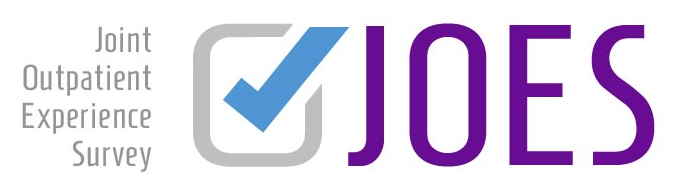 Joint
Outpatient
Experience
Survey
JOES